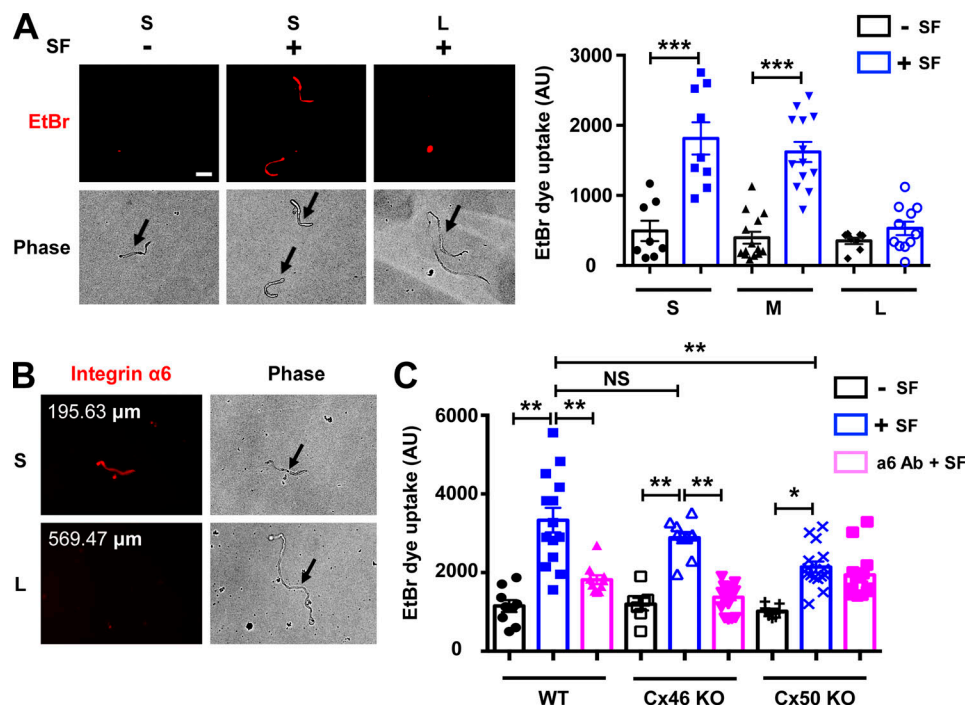 A
S S L
SF - + +
EtBr
Phase
EtBr dye uptake (AU)
3000
2000
1000
0
*** ***
- SF
+ SF
S M L
B
Integrin α6 Phase
195.63 µm
S
569.47 µm
L
C
EtBr dye uptake (AU)
6000
4000
2000
0
**
NS
** **
** **
*
- SF
+ SF
a6 Ab + SF
WT Cx46 KO Cx50 KO